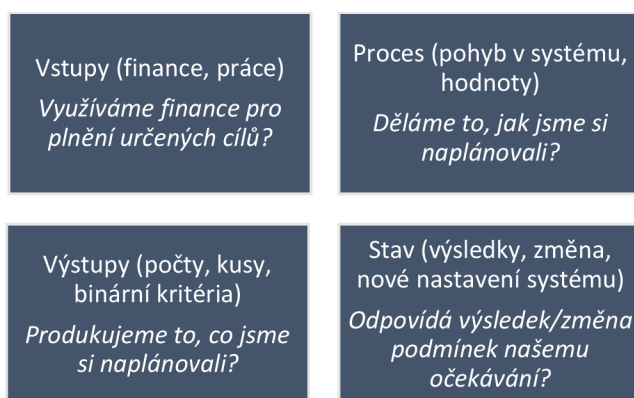 Vstupy (finance, práce)
Využíváme finance pro
plnění určených cílů?
Proces (pohyb v systému,
hodnoty)
Děláme to, jak jsme si
naplánovali?
Výstupy (počty, kusy,
binární kritéria)
Produkujeme to, co jsme
si naplánovali?
Stav (výsledky, změna,
nové nastavení systému)
Odpovídá výsledek/změna
podmínek našemu
očekávání?